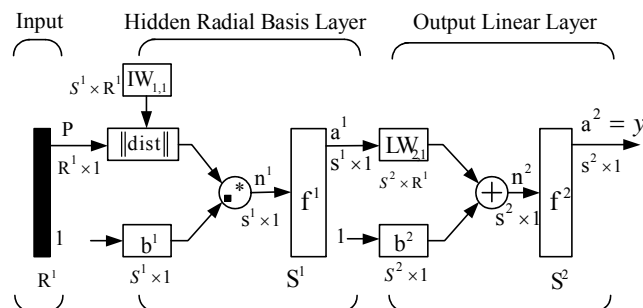 Input
Hidden Radial Basis Layer
Output Linear Layer
S¹ × R¹
IW₁,₁
P
R¹ × 1
||dist||
n¹
s¹ × 1
1
b¹
S¹ × 1
R¹
f¹
S¹
a¹
s¹ × 1
LW₂,₁
S² × R¹
1
b²
S² × 1
n²
s² × 1
f²
S²
a² = y
s² × 1